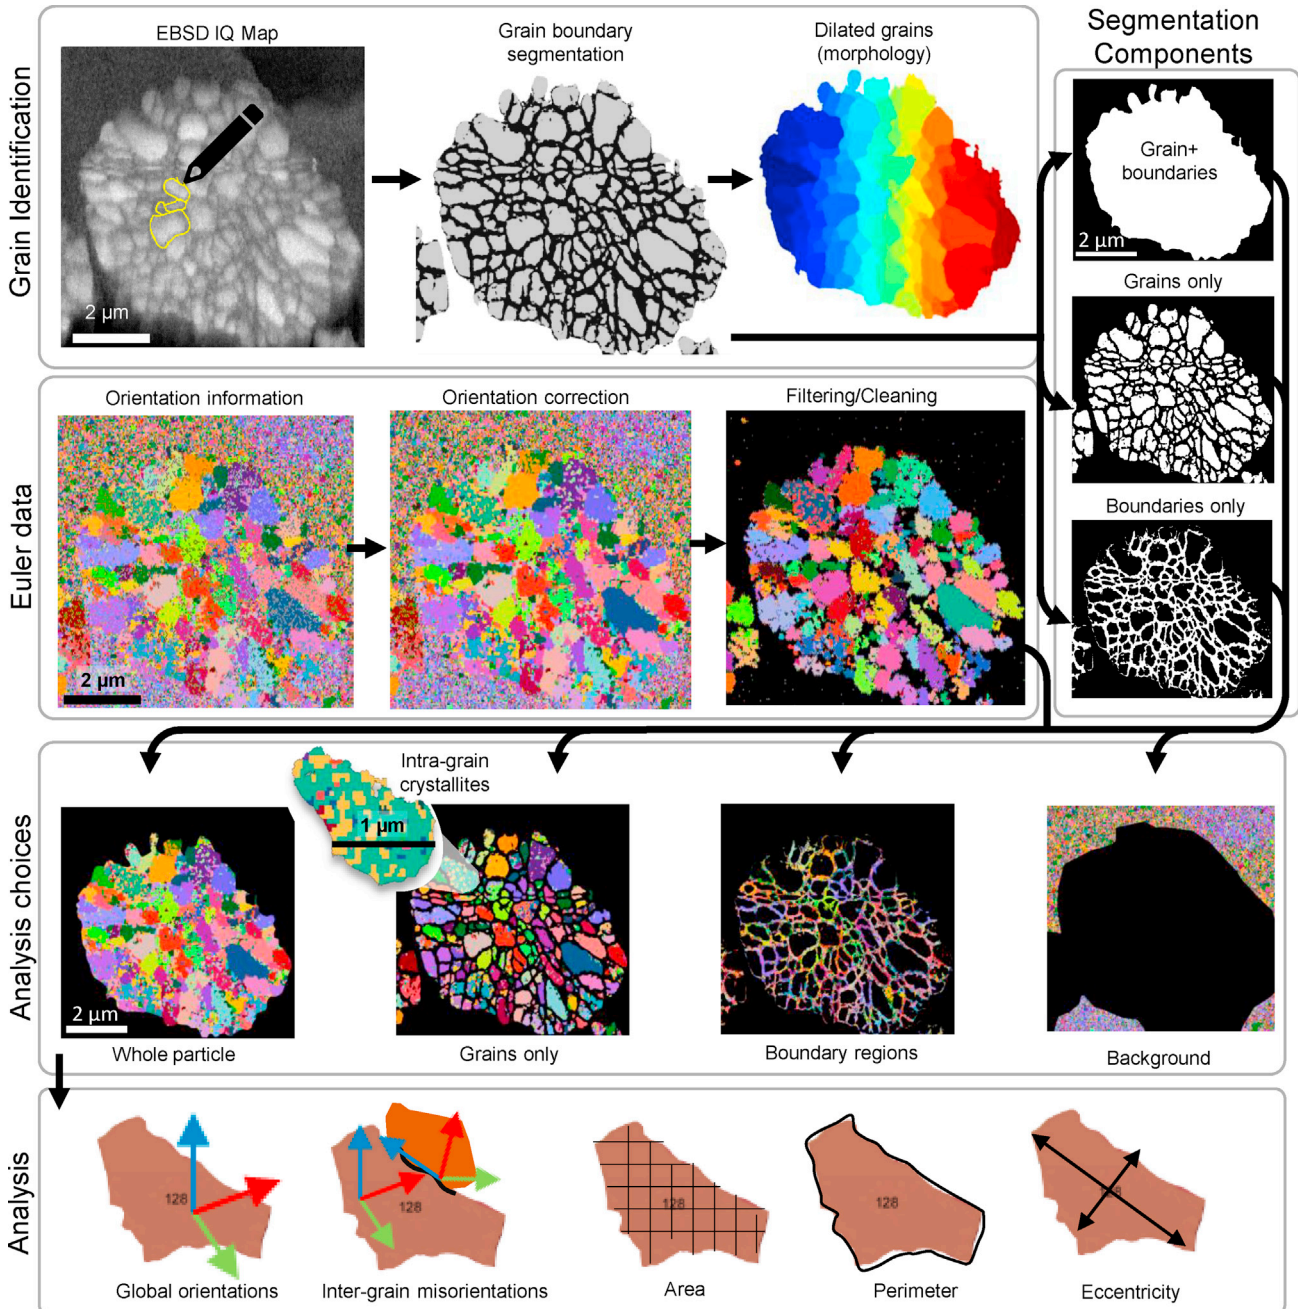 Segmentation
Components
Grain Identification
EBSD IQ Map
Grain boundary
segmentation
Dilated grains
(morphology)
2 µm
Grain+
boundaries
2 µm
Grains only
Boundaries only
Euler data
Orientation information
Orientation correction
Filtering/Cleaning
2 µm
Analysis choices
Intra-grain
crystallites
1 µm
2 µm
Whole particle
Grains only
Boundary regions
Background
Analysis
128
128
128
128
128
Global orientations
Inter-grain misorientations
Area
Perimeter
Eccentricity